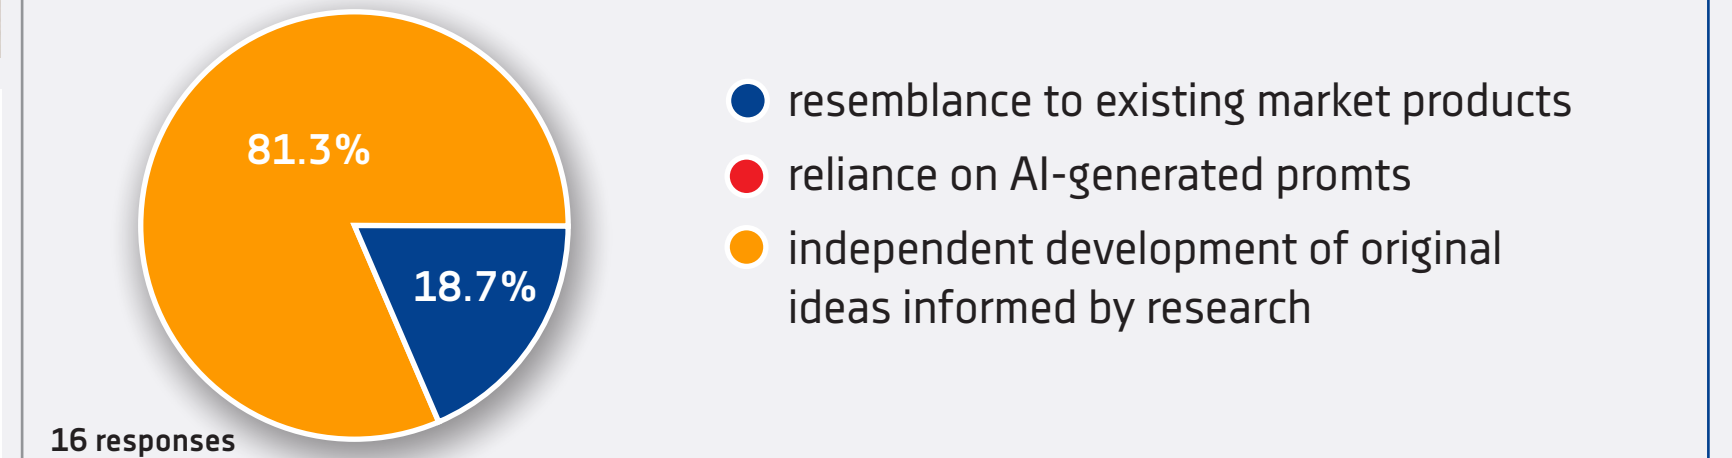 81.3%
18.7%
16 responses
resemblance to existing market products
reliance on AI-generated promts
independent development of original
ideas informed by research